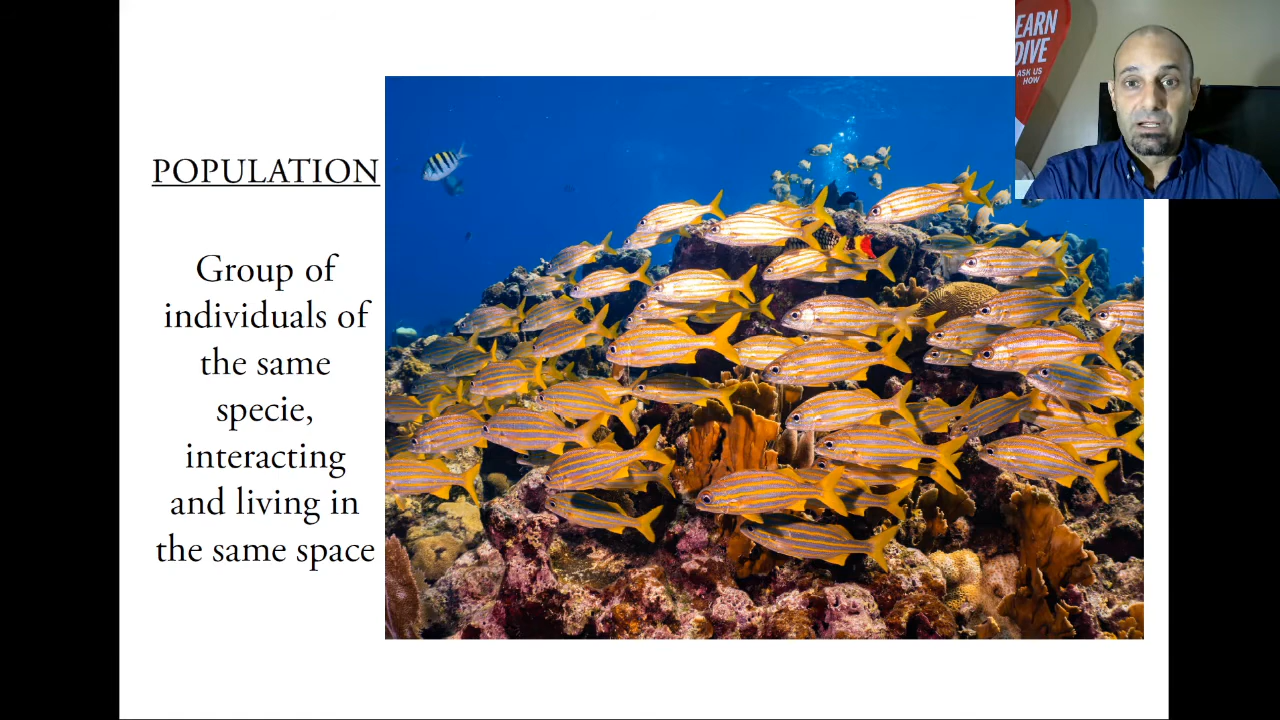 POPULATION
Group of
individuals of
the same
specie,
interacting
and living in
the same space
EARN
DIVE
ASK US
HOW